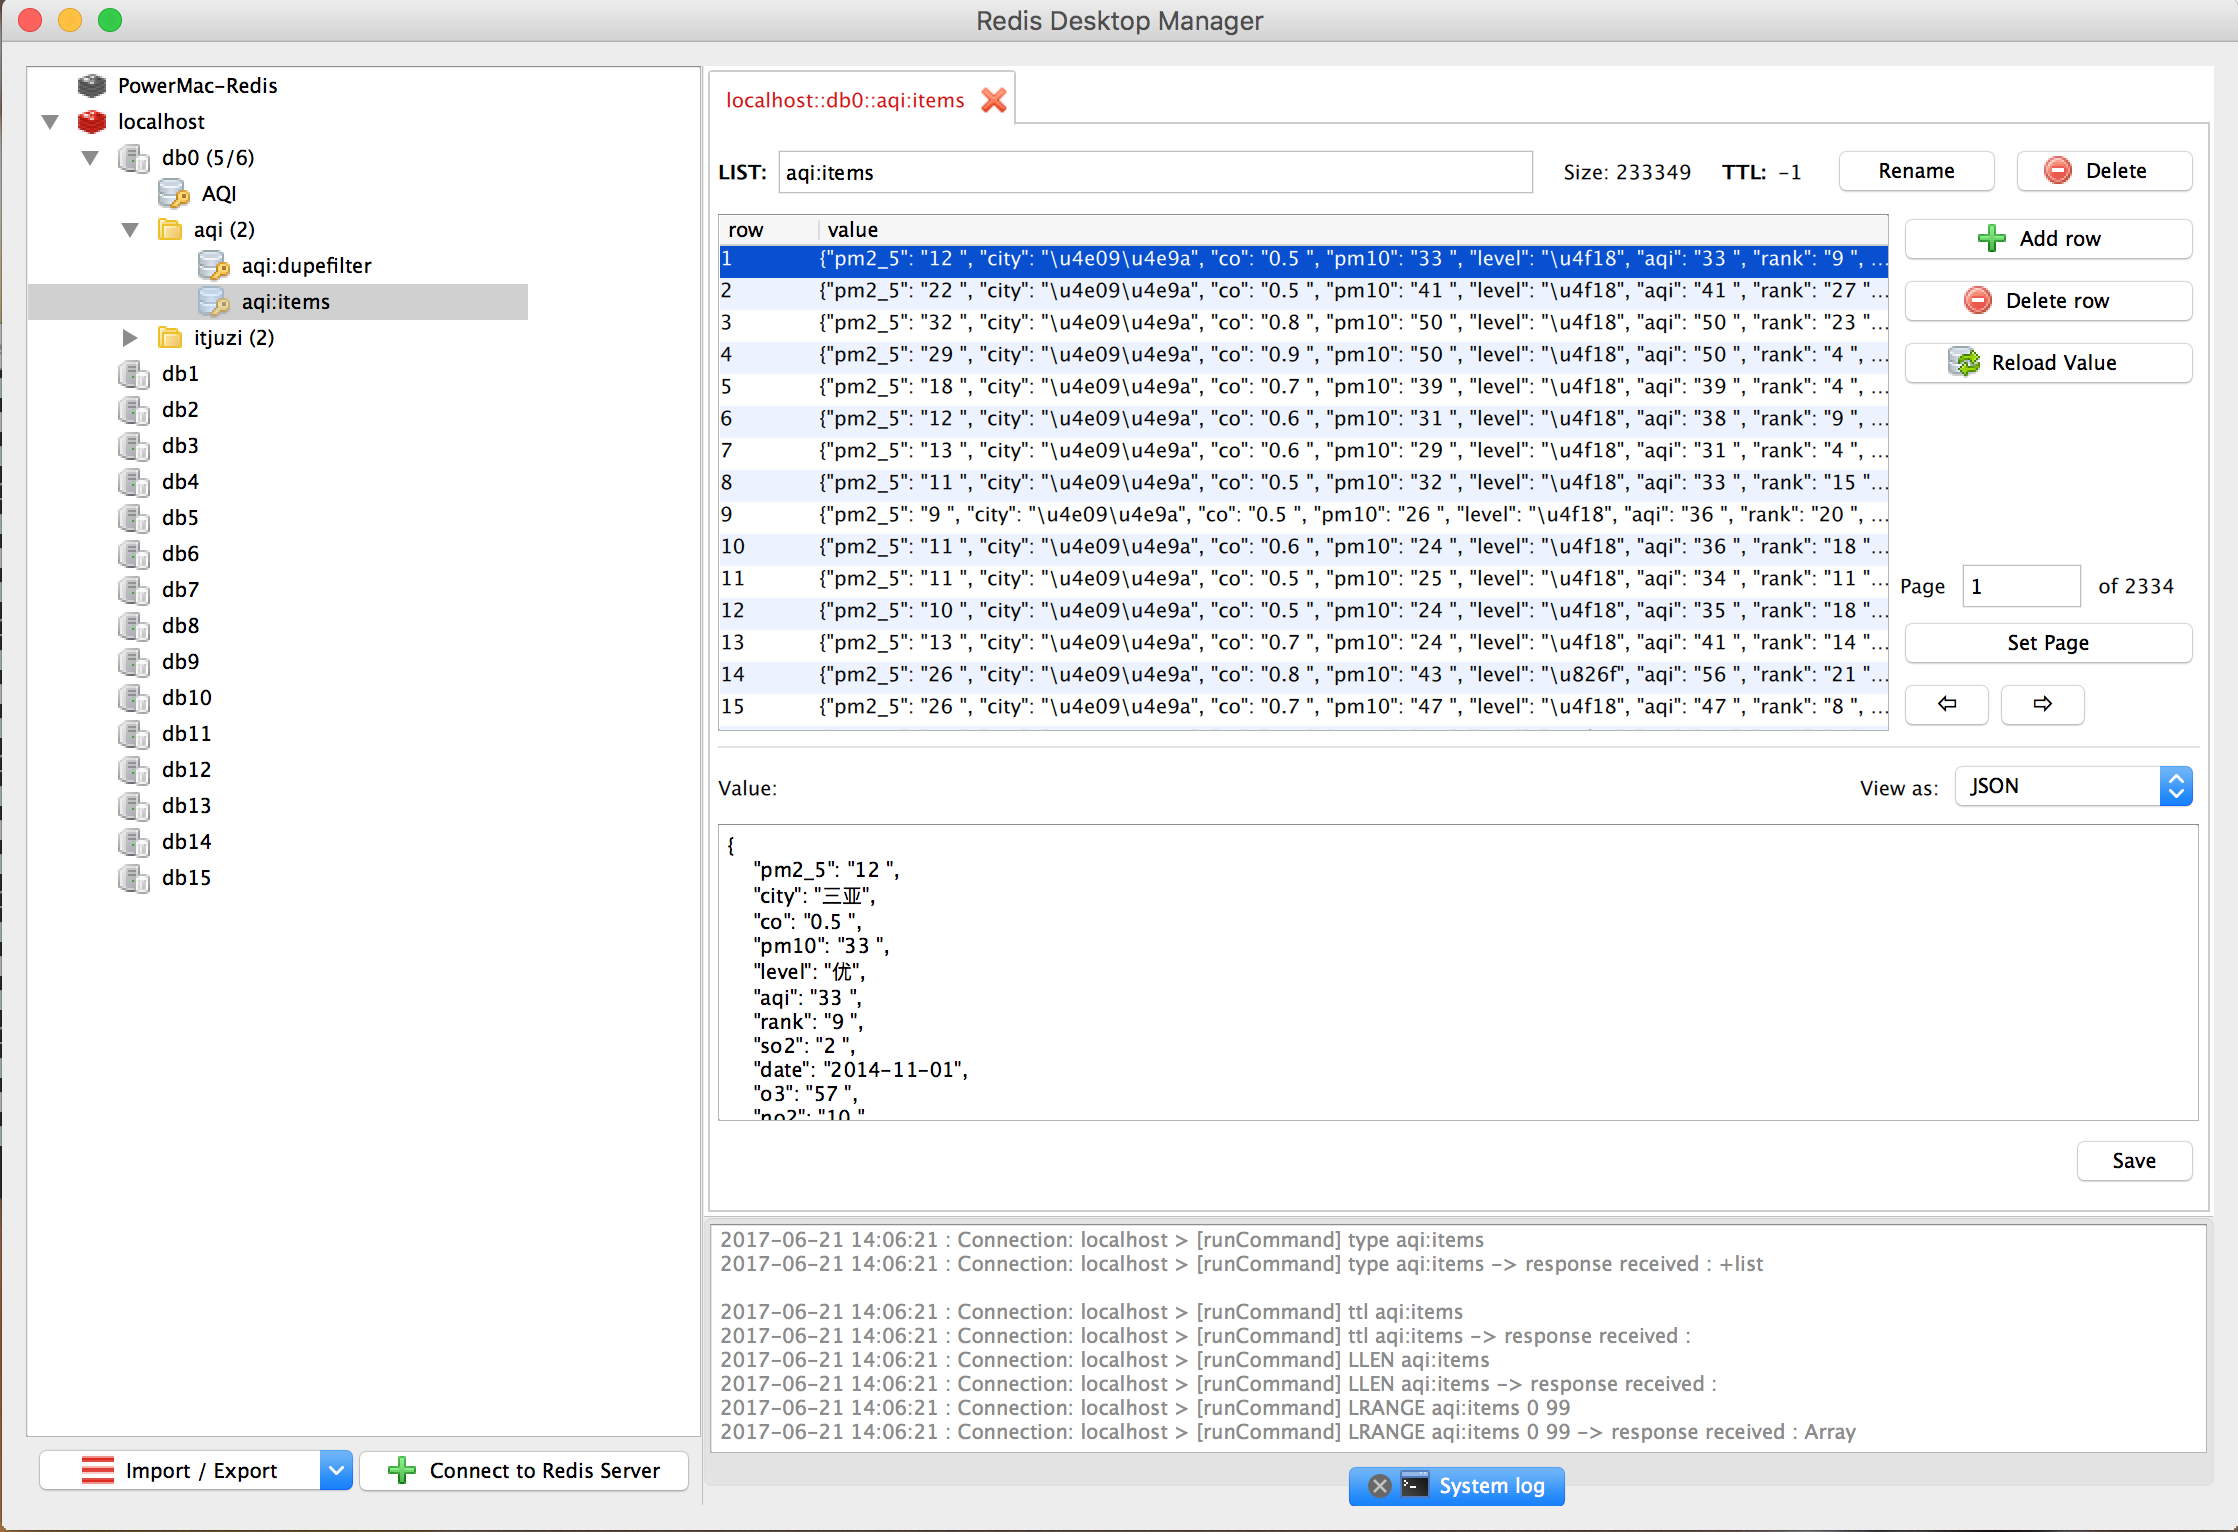 Redis Desktop Manager
PowerMac-Redis
localhost
db0 (5/6)
AQI
aqi (2)
aqi:dupefilter
aqi:items
itjuzi (2)
db1
db2
db3
db4
db5
db6
db7
db8
db9
db10
db11
db12
db13
db14
db15
Import / Export
Connect to Redis Server
localhost::db0::aqi:items
LIST: aqi:items Size: 233349 TTL: -1 Rename Delete
row value
1 {"pm2_5": "12 ", "city": "\u4e09\u4e9a", "co": "0.5 ", "pm10": "33 ", "level": "\u4f18", "aqi": "33 ", "rank": "9 ", ...
2 {"pm2_5": "22 ", "city": "\u4e09\u4e9a", "co": "0.5 ", "pm10": "41 ", "level": "\u4f18", "aqi": "41 ", "rank": "27 "...
3 {"pm2_5": "32 ", "city": "\u4e09\u4e9a", "co": "0.8 ", "pm10": "50 ", "level": "\u4f18", "aqi": "50 ", "rank": "23 "...
4 {"pm2_5": "29 ", "city": "\u4e09\u4e9a", "co": "0.9 ", "pm10": "50 ", "level": "\u4f18", "aqi": "50 ", "rank": "4 ", ...
5 {"pm2_5": "18 ", "city": "\u4e09\u4e9a", "co": "0.7 ", "pm10": "39 ", "level": "\u4f18", "aqi": "39 ", "rank": "4 ", ...
6 {"pm2_5": "12 ", "city": "\u4e09\u4e9a", "co": "0.6 ", "pm10": "31 ", "level": "\u4f18", "aqi": "38 ", "rank": "9 ", ...
7 {"pm2_5": "13 ", "city": "\u4e09\u4e9a", "co": "0.6 ", "pm10": "29 ", "level": "\u4f18", "aqi": "31 ", "rank": "4 ", ...
8 {"pm2_5": "11 ", "city": "\u4e09\u4e9a", "co": "0.5 ", "pm10": "32 ", "level": "\u4f18", "aqi": "33 ", "rank": "15 "...
9 {"pm2_5": "9 ", "city": "\u4e09\u4e9a", "co": "0.5 ", "pm10": "26 ", "level": "\u4f18", "aqi": "36 ", "rank": "20 ", ...
10 {"pm2_5": "11 ", "city": "\u4e09\u4e9a", "co": "0.6 ", "pm10": "24 ", "level": "\u4f18", "aqi": "36 ", "rank": "18 "...
11 {"pm2_5": "11 ", "city": "\u4e09\u4e9a", "co": "0.5 ", "pm10": "25 ", "level": "\u4f18", "aqi": "34 ", "rank": "11 "...
12 {"pm2_5": "10 ", "city": "\u4e09\u4e9a", "co": "0.5 ", "pm10": "24 ", "level": "\u4f18", "aqi": "35 ", "rank": "18 "...
13 {"pm2_5": "13 ", "city": "\u4e09\u4e9a", "co": "0.7 ", "pm10": "24 ", "level": "\u4f18", "aqi": "41 ", "rank": "14 "...
14 {"pm2_5": "26 ", "city": "\u4e09\u4e9a", "co": "0.8 ", "pm10": "43 ", "level": "\u826f", "aqi": "56 ", "rank": "21 "...
15 {"pm2_5": "26 ", "city": "\u4e09\u4e9a", "co": "0.7 ", "pm10": "47 ", "level": "\u4f18", "aqi": "47 ", "rank": "8 ", ...
Add row
Delete row
Reload Value
Page 1 of 2334
Set Page
Value: View as: JSON
{
"pm2_5": "12 ",
"city": "三亚",
"co": "0.5 ",
"pm10": "33 ",
"level": "优",
"aqi": "33 ",
"rank": "9 ",
"so2": "2 ",
"date": "2014-11-01",
"o3": "57 ",
"no2": "10 "
Save
2017-06-21 14:06:21 : Connection: localhost > [runCommand] type aqi:items
2017-06-21 14:06:21 : Connection: localhost > [runCommand] type aqi:items -> response received : +list
2017-06-21 14:06:21 : Connection: localhost > [runCommand] ttl aqi:items
2017-06-21 14:06:21 : Connection: localhost > [runCommand] ttl aqi:items -> response received :
2017-06-21 14:06:21 : Connection: localhost > [runCommand] LLEN aqi:items
2017-06-21 14:06:21 : Connection: localhost > [runCommand] LLEN aqi:items -> response received :
2017-06-21 14:06:21 : Connection: localhost > [runCommand] LRANGE aqi:items 0 99
2017-06-21 14:06:21 : Connection: localhost > [runCommand] LRANGE aqi:items 0 99 -> response received : Array
System log